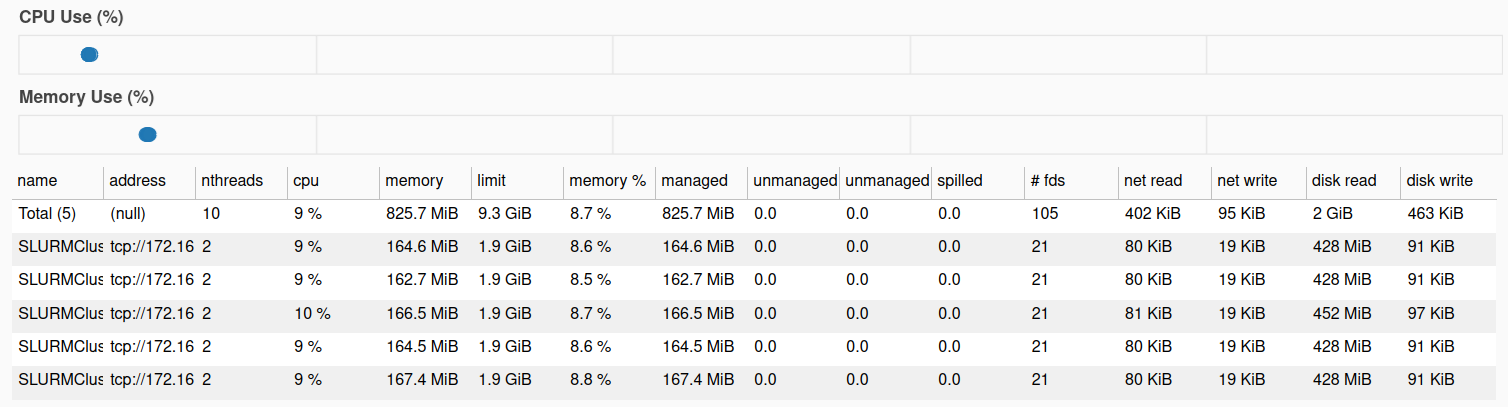 CPU Use (%)
Memory Use (%)
name address nthreads cpu memory limit memory % managed unmanaged unmanaged spilled # fds net read net write disk read disk write
Total (5) (null) 10 9 % 825.7 MiB 9.3 GiB 8.7 % 825.7 MiB 0.0 0.0 0.0 105 402 KiB 95 KiB 2 GiB 463 KiB
SLURMClus tcp://172.16 2 9 % 164.6 MiB 1.9 GiB 8.6 % 164.6 MiB 0.0 0.0 0.0 21 80 KiB 19 KiB 428 MiB 91 KiB
SLURMClus tcp://172.16 2 9 % 162.7 MiB 1.9 GiB 8.5 % 162.7 MiB 0.0 0.0 0.0 21 80 KiB 19 KiB 428 MiB 91 KiB
SLURMClus tcp://172.16 2 10 % 166.5 MiB 1.9 GiB 8.7 % 166.5 MiB 0.0 0.0 0.0 21 81 KiB 19 KiB 452 MiB 97 KiB
SLURMClus tcp://172.16 2 9 % 164.5 MiB 1.9 GiB 8.6 % 164.5 MiB 0.0 0.0 0.0 21 80 KiB 19 KiB 428 MiB 91 KiB
SLURMClus tcp://172.16 2 9 % 167.4 MiB 1.9 GiB 8.8 % 167.4 MiB 0.0 0.0 0.0 21 80 KiB 19 KiB 428 MiB 91 KiB